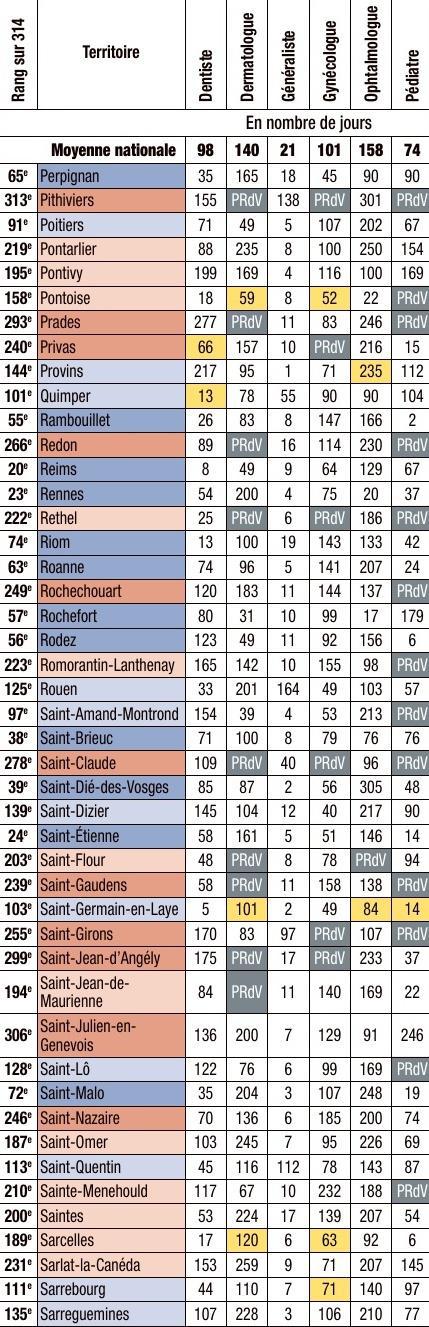 Rang sur 314 Territoire Dentiste Dermatologue Généraliste Gynécologue Ophtalmologue Pédiatre
En nombre de jours
Moyenne nationale 98 140 21 101 158 74
65e Perpignan 35 165 18 45 90 90
313e Pithiviers 155 PRdV 138 PRdV 301 PRdV
91e Poitiers 71 49 5 107 202 67
219e Pontarlier 88 235 8 100 250 154
195e Pontivy 199 169 4 116 100 169
158e Pontoise 18 59 8 52 22 PRdV
293e Prades 277 PRdV 11 83 246 PRdV
240e Privas 66 157 10 PRdV 216 15
144e Provins 217 95 1 71 235 112
101e Quimper 13 78 55 90 90 104
55e Rambouillet 26 83 8 147 166 2
266e Redon 89 PRdV 16 114 230 PRdV
20e Reims 8 49 9 64 129 67
23e Rennes 54 200 4 75 20 37
222e Rethel 25 PRdV 6 PRdV 186 PRdV
74e Riom 13 100 19 143 133 42
63e Roanne 74 96 5 141 207 24
249e Rochechouart 120 183 11 144 137 PRdV
57e Rochefort 80 31 10 99 17 179
56e Rodez 123 49 11 92 156 6
223e Romorantin-Lanthenay 165 142 10 155 98 PRdV
125e Rouen 33 201 164 49 103 57
97e Saint-Amand-Montrond 154 39 4 53 213 PRdV
38e Saint-Brieuc 71 100 8 79 76 76
278e Saint-Claude 109 PRdV 40 PRdV 96 PRdV
39e Saint-Dié-des-Vosges 85 87 2 56 305 48
139e Saint-Dizier 145 104 12 40 217 90
24e Saint-Étienne 58 161 5 51 146 14
203e Saint-Flour 48 PRdV 8 78 PRdV 94
239e Saint-Gaudens 58 PRdV 11 158 138 PRdV
103e Saint-Germain-en-Laye 5 101 2 49 84 14
255e Saint-Girons 170 83 97 PRdV 107 PRdV
299e Saint-Jean-d'Angély 175 PRdV 17 PRdV 233 37
194e Saint-Jean-de-
Maurienne 84 PRdV 11 140 169 22
306e Saint-Julien-en-
Genevois 136 200 7 129 91 246
128e Saint-Lô 122 76 6 99 169 PRdV
72e Saint-Malo 35 204 3 107 248 19
246e Saint-Nazaire 70 136 6 185 200 74
187e Saint-Omer 103 245 7 95 226 69
113e Saint-Quentin 45 116 112 78 143 87
210e Sainte-Menehould 117 67 10 232 188 PRdV
200e Saintes 53 224 17 139 207 54
189e Sarcelles 17 120 6 63 92 6
231e Sarlat-la-Canéda 153 259 9 71 207 145
111e Sarrebourg 44 110 7 71 140 97
135e Sarreguemines 107 228 3 106 210 77